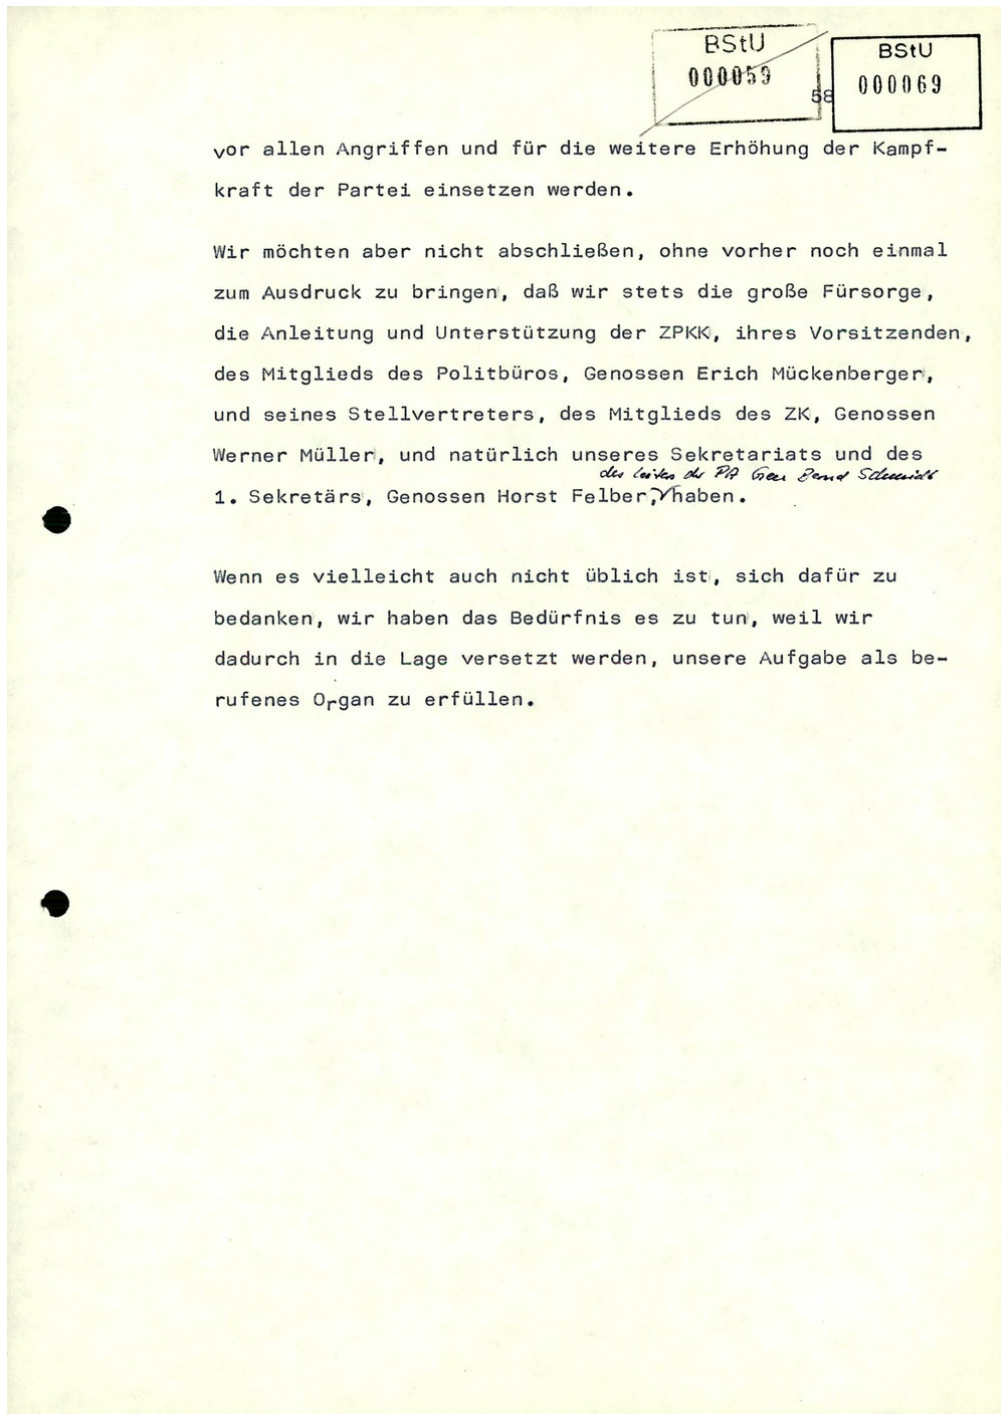 BStU
000059
BStU
000069
58
vor allen Angriffen und für die weitere Erhöhung der Kampf-
kraft der Partei einsetzen werden.
Wir möchten aber nicht abschließen, ohne vorher noch einmal
zum Ausdruck zu bringen, daß wir stets die große Fürsorge,
die Anleitung und Unterstützung der ZPKK, ihres Vorsitzenden,
des Mitglieds des Politbüros, Genossen Erich Mückenberger,
und seines Stellvertreters, des Mitglieds des ZK, Genossen
Werner Müller, und natürlich unseres Sekretariats und des
des Leiters der PA Gen Bernd Schmidt
1. Sekretärs, Genossen Horst Felber, haben.
Wenn es vielleicht auch nicht üblich ist, sich dafür zu
bedanken, wir haben das Bedürfnis es zu tun, weil wir
dadurch in die Lage versetzt werden, unsere Aufgabe als be-
rufenes Organ zu erfüllen.